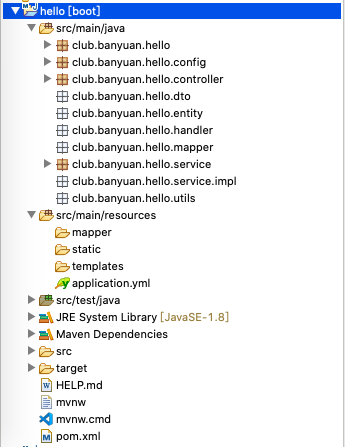 hello [boot]
src/main/java
club.banyuan.hello
club.banyuan.hello.config
club.banyuan.hello.controller
club.banyuan.hello.dto
club.banyuan.hello.entity
club.banyuan.hello.handler
club.banyuan.hello.mapper
club.banyuan.hello.service
club.banyuan.hello.service.impl
club.banyuan.hello.utils
src/main/resources
mapper
static
templates
application.yml
src/test/java
JRE System Library [JavaSE-1.8]
Maven Dependencies
src
target
HELP.md
mvnw
mvnw.cmd
pom.xml